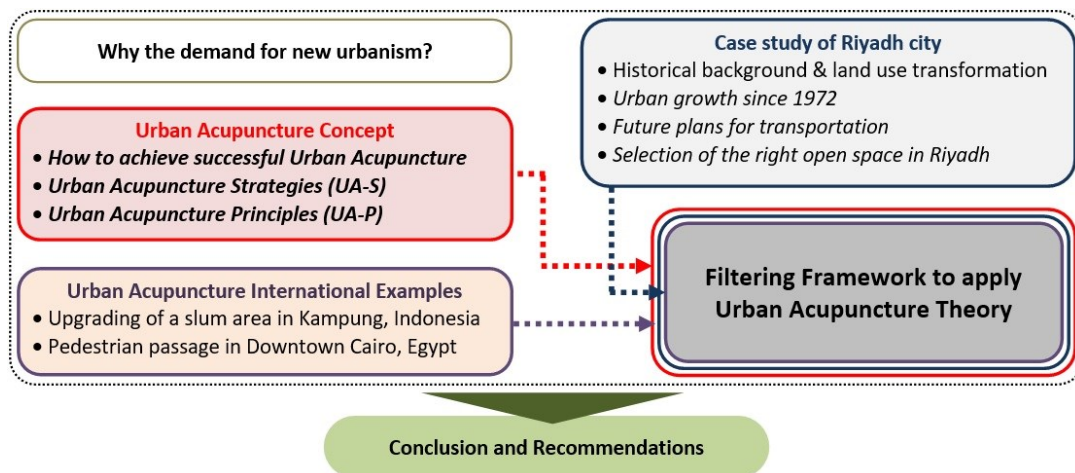 Why the demand for new urbanism?
Urban Acupuncture Concept
• How to achieve successful Urban Acupuncture
• Urban Acupuncture Strategies (UA-S)
• Urban Acupuncture Principles (UA-P)
Urban Acupuncture International Examples
• Upgrading of a slum area in Kampung, Indonesia
• Pedestrian passage in Downtown Cairo, Egypt
Case study of Riyadh city
• Historical background & land use transformation
• Urban growth since 1972
• Future plans for transportation
• Selection of the right open space in Riyadh
Filtering Framework to apply
Urban Acupuncture Theory
Conclusion and Recommendations